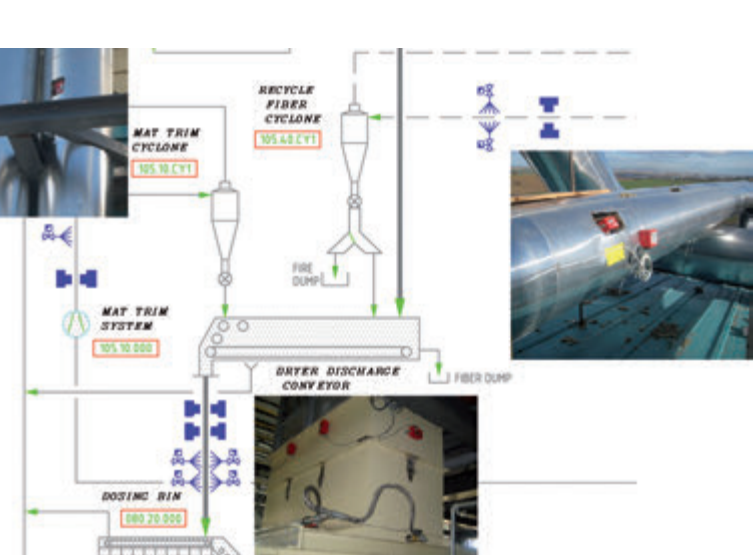 RECYCLE
FIBER
CYCLONE
105.40.CY1
MAT TRIM
CYCLONE
105.10.CY1
FIRE
DUMP
MAT TRIM
SYSTEM
105.10.000
DRYER DISCHARGE
CONVEYOR
FIBER DUMP
DOSING BIN
080.20.000